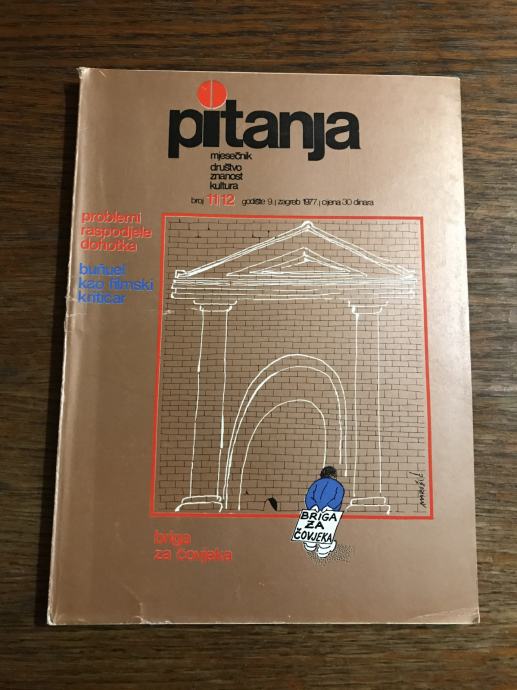 pitanja
mjesečnik
društvo
znanost
kultura
broj 11/12 godište 9. / zagreb 1977. / cijena 30 dinara
problemi
raspodjele
dohotka
buñuel
kao filmski
kritičar
BRIGA
ZA
ČOVJEKA
briga
za čovjeka